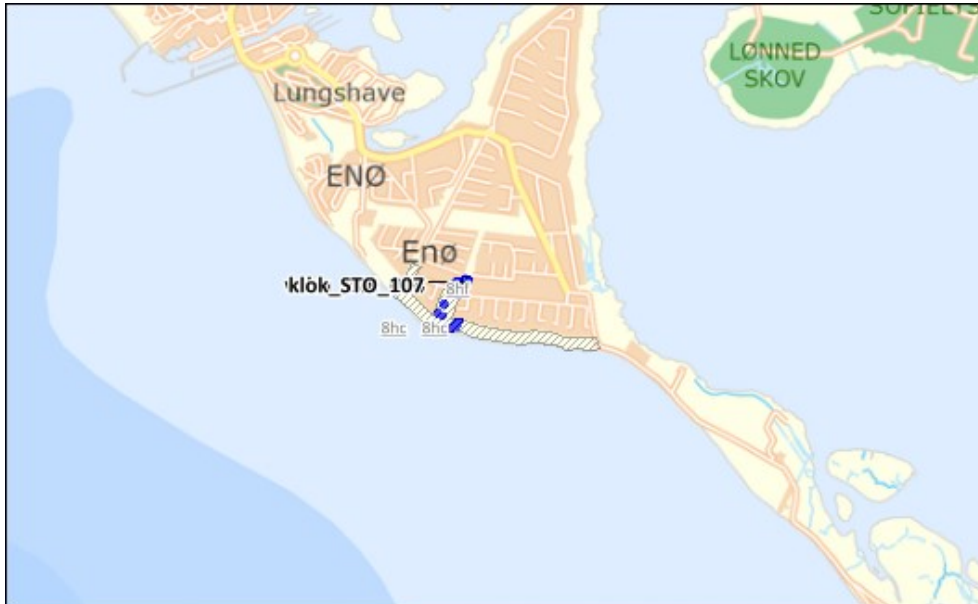 LØNNED
SKOV
Lungshave
ENØ
Enø
klök_STO_107
8hc
8hc